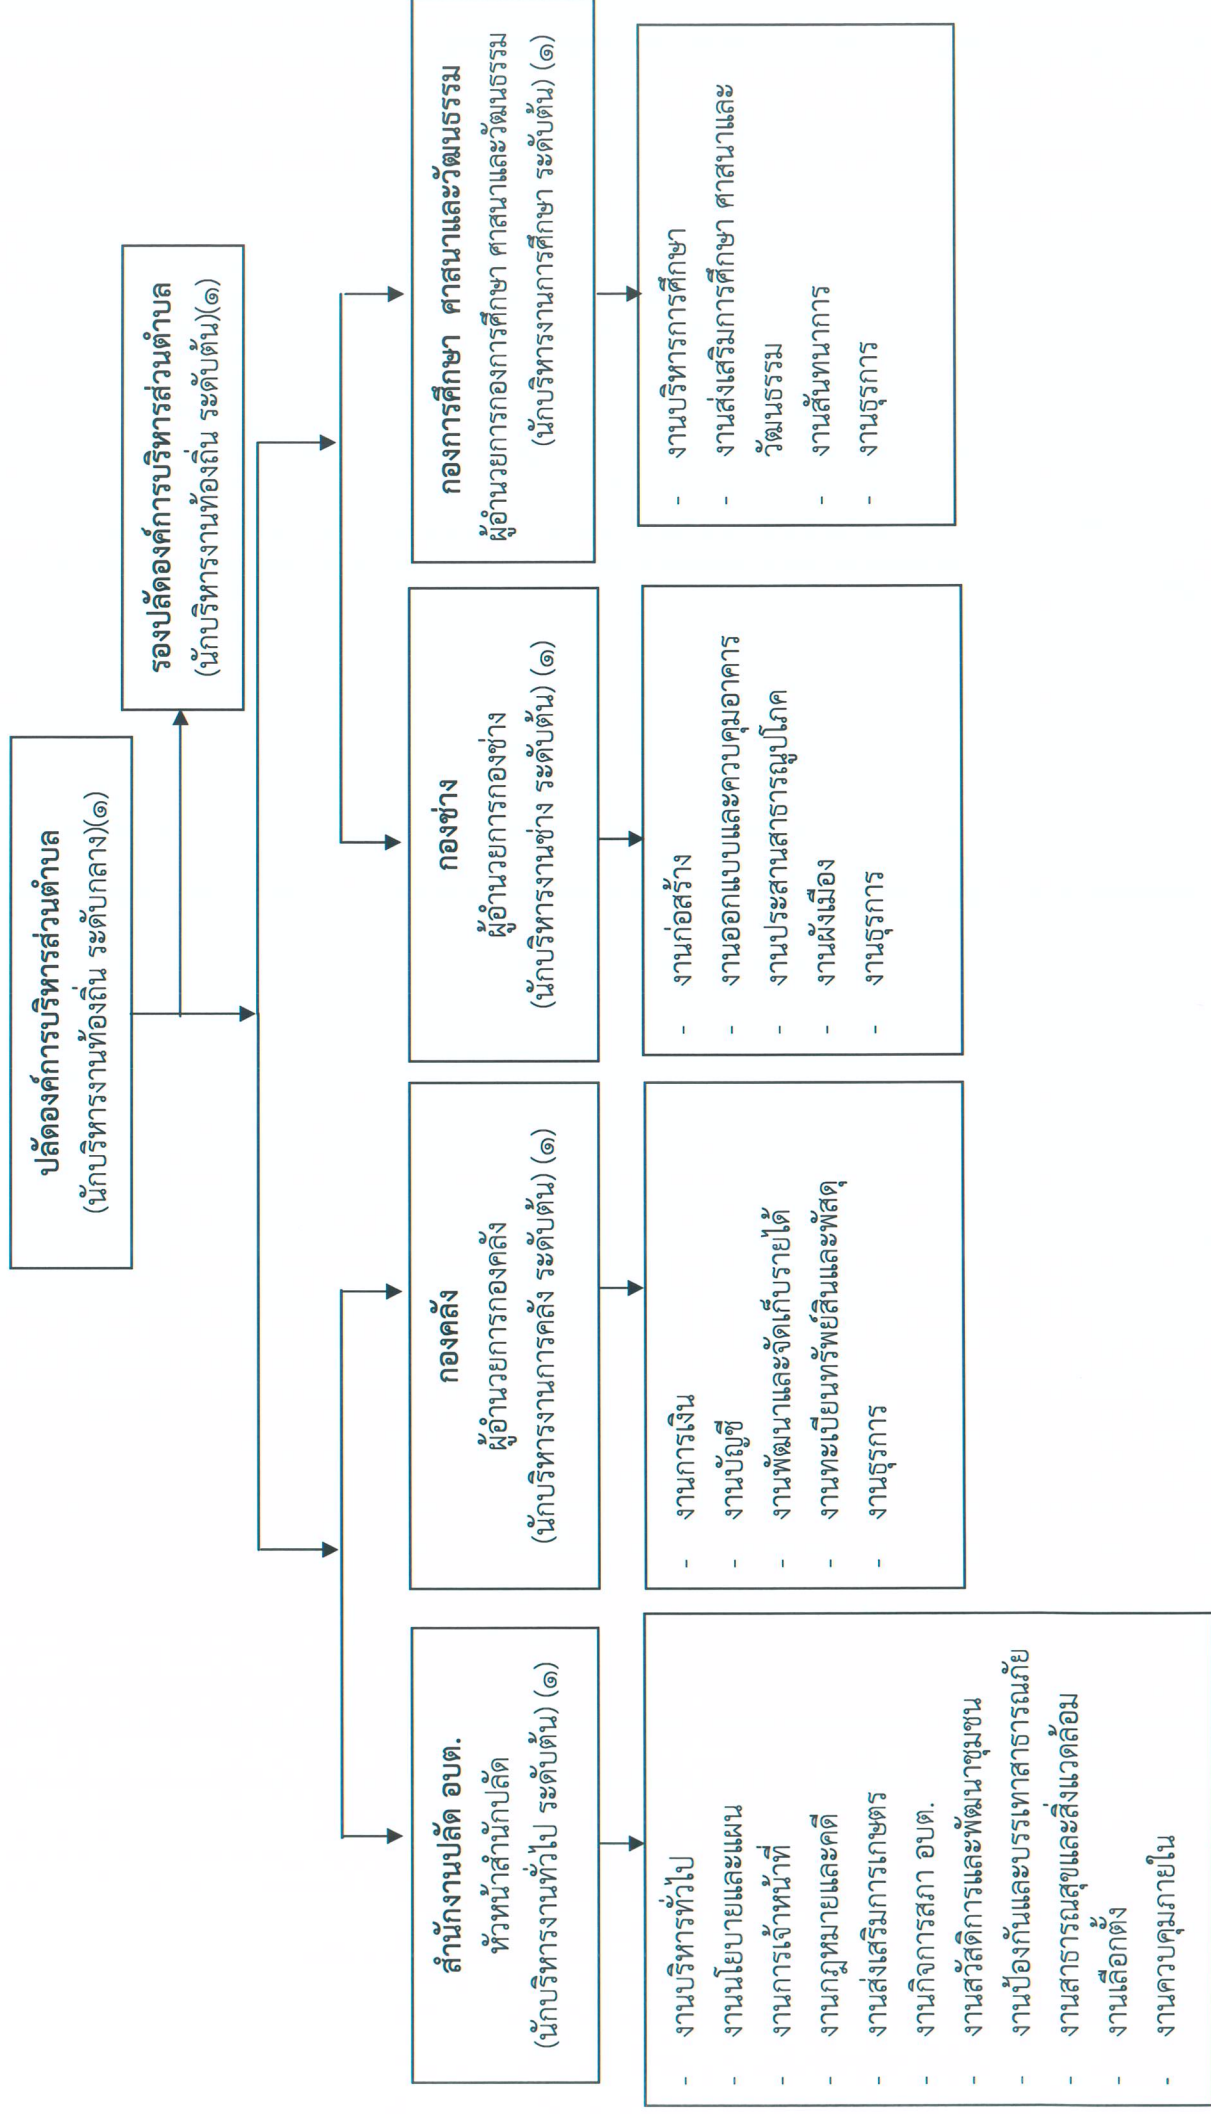 ปลัดองค์การบริหารส่วนตำบล
(นักบริหารงานท้องถิ่น ระดับกลาง)(๑)
รองปลัดองค์การบริหารส่วนตำบล
(นักบริหารงานท้องถิ่น ระดับต้น)(๑)
สำนักงานปลัด อบต.
หัวหน้าสำนักปลัด
(นักบริหารงานทั่วไป ระดับต้น) (๑)
- งานบริหารทั่วไป
- งานนโยบายและแผน
- งานการเจ้าหน้าที่
- งานกฎหมายและคดี
- งานส่งเสริมการเกษตร
- งานกิจการสภา อบต.
- งานสวัสดิการและพัฒนาชุมชน
- งานป้องกันและบรรเทาสาธารณภัย
- งานสาธารณสุขและสิ่งแวดล้อม
- งานเลือกตั้ง
- งานควบคุมภายใน
กองคลัง
ผู้อำนวยการกองคลัง
(นักบริหารงานการคลัง ระดับต้น) (๑)
- งานการเงิน
- งานบัญชี
- งานพัฒนาและจัดเก็บรายได้
- งานทะเบียนทรัพย์สินและพัสดุ
- งานธุรการ
กองช่าง
ผู้อำนวยการกองช่าง
(นักบริหารงานช่าง ระดับต้น) (๑)
- งานก่อสร้าง
- งานออกแบบและควบคุมอาคาร
- งานประสานสาธารณูปโภค
- งานผังเมือง
- งานธุรการ
กองการศึกษา ศาสนาและวัฒนธรรม
ผู้อำนวยการกองการศึกษา ศาสนาและวัฒนธรรม
(นักบริหารงานการศึกษา ระดับต้น) (๑)
- งานบริหารการศึกษา
- งานส่งเสริมการศึกษา ศาสนาและ
วัฒนธรรม
- งานสันทนาการ
- งานธุรการ